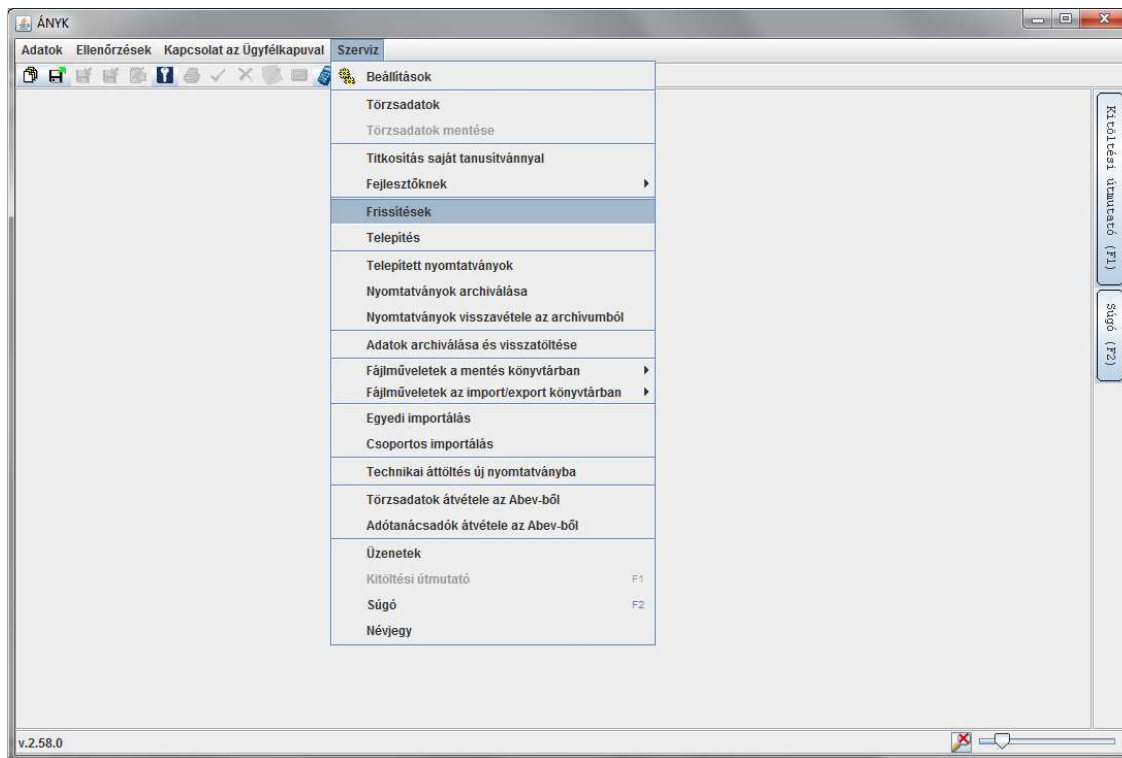 ÁNYK
Adatok Ellenőrzések Kapcsolat az Ügyfélkapuval Szerviz
Beállítások
Törzsadatok
Törzsadatok mentése
Titkosítás saját tanusítvánnyal
Fejlesztőknek
Frissítések
Telepítés
Telepített nyomtatványok
Nyomtatványok archiválása
Nyomtatványok visszavétele az archívumból
Adatok archiválása és visszatöltése
Fájlműveletek a mentés könyvtárban
Fájlműveletek az import/export könyvtárban
Egyedi importálás
Csoportos importálás
Technikai áttöltés új nyomtatványba
Törzsadatok átvétele az Abev-ből
Adótanácsadók átvétele az Abev-ből
Üzenetek
Kitöltési útmutató F1
Súgó F2
Névjegy
Kitöltési útmutató (F1)
Súgó (F2)
v.2.58.0